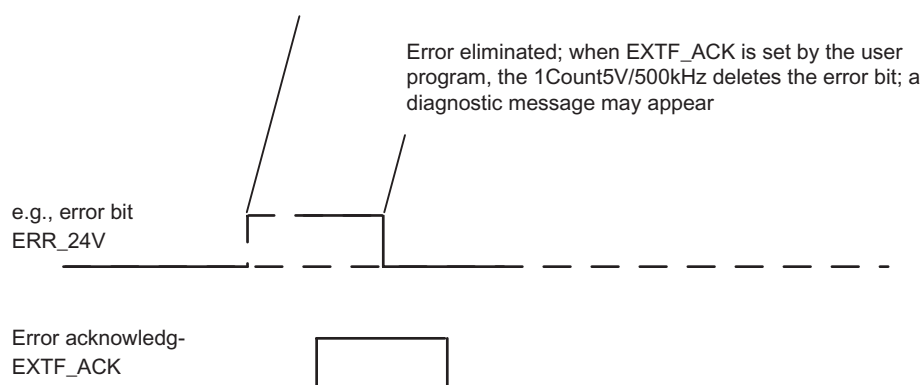 Error eliminated; when EXTF_ACK is set by the user
program, the 1Count5V/500kHz deletes the error bit; a
diagnostic message may appear
e.g., error bit
ERR_24V
Error acknowledg-
EXTF_ACK